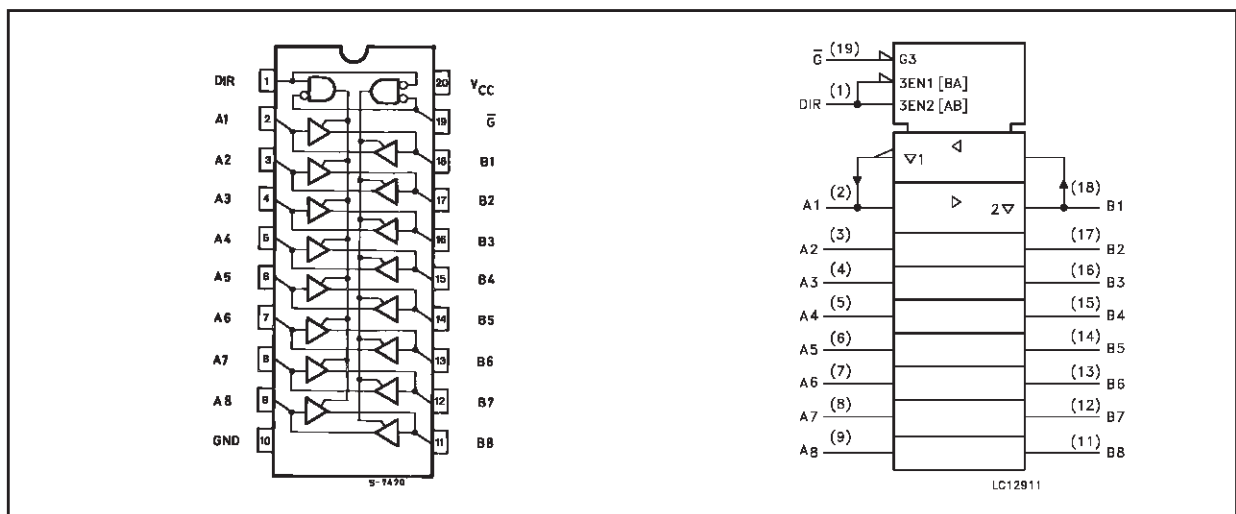 DIR 1 20 VCC
A1 2 19 G̅
A2 3 18 B1
A3 4 17 B2
A4 5 16 B3
A5 6 15 B4
A6 7 14 B5
A7 8 13 B6
A8 9 12 B7
GND 10 11 B8
S-7470
G̅ (19) G3
3EN1 [BA]
DIR (1) 3EN2 [AB]
▽1 ◁
A1 (2) ▷ 2▽ (18) B1
A2 (3) (17) B2
A3 (4) (16) B3
A4 (5) (15) B4
A5 (6) (14) B5
A6 (7) (13) B6
A7 (8) (12) B7
A8 (9) (11) B8
LC12911